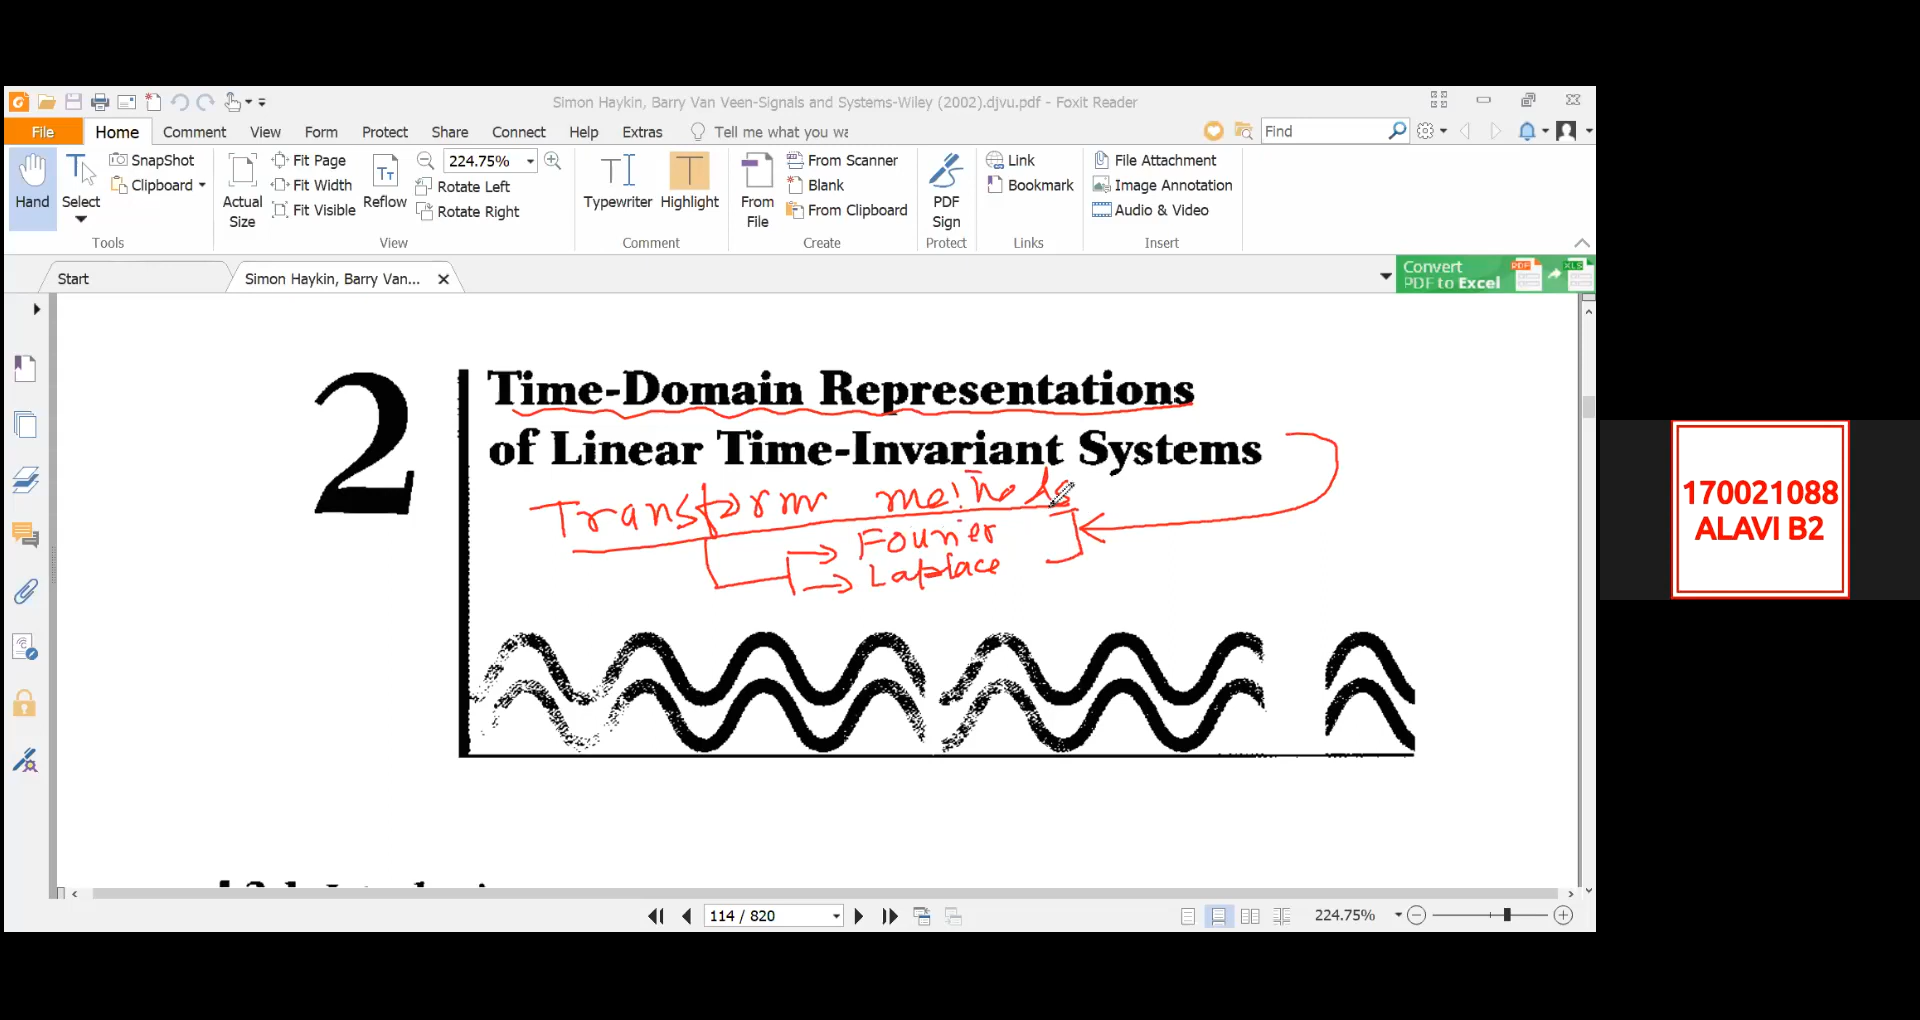 Simon Haykin, Barry Van Veen-Signals and Systems-Wiley (2002).djvu.pdf - Foxit Reader
File Home Comment View Form Protect Share Connect Help Extras Tell me what you wa Find
Hand Select SnapShot Clipboard
Actual Size Fit Page Fit Width Fit Visible Reflow 224.75% Rotate Left Rotate Right
Typewriter Highlight
From File From Scanner Blank From Clipboard
PDF Sign
Link Bookmark
File Attachment Image Annotation Audio & Video
Tools View Comment Create Protect Links Insert
Start Simon Haykin, Barry Van...
Convert
PDF to Excel
PDF XLS
2
Time-Domain Representations
of Linear Time-Invariant Systems
Transform methods
Fourier
Laplace
114 / 820 224.75%
170021088
ALAVI B2